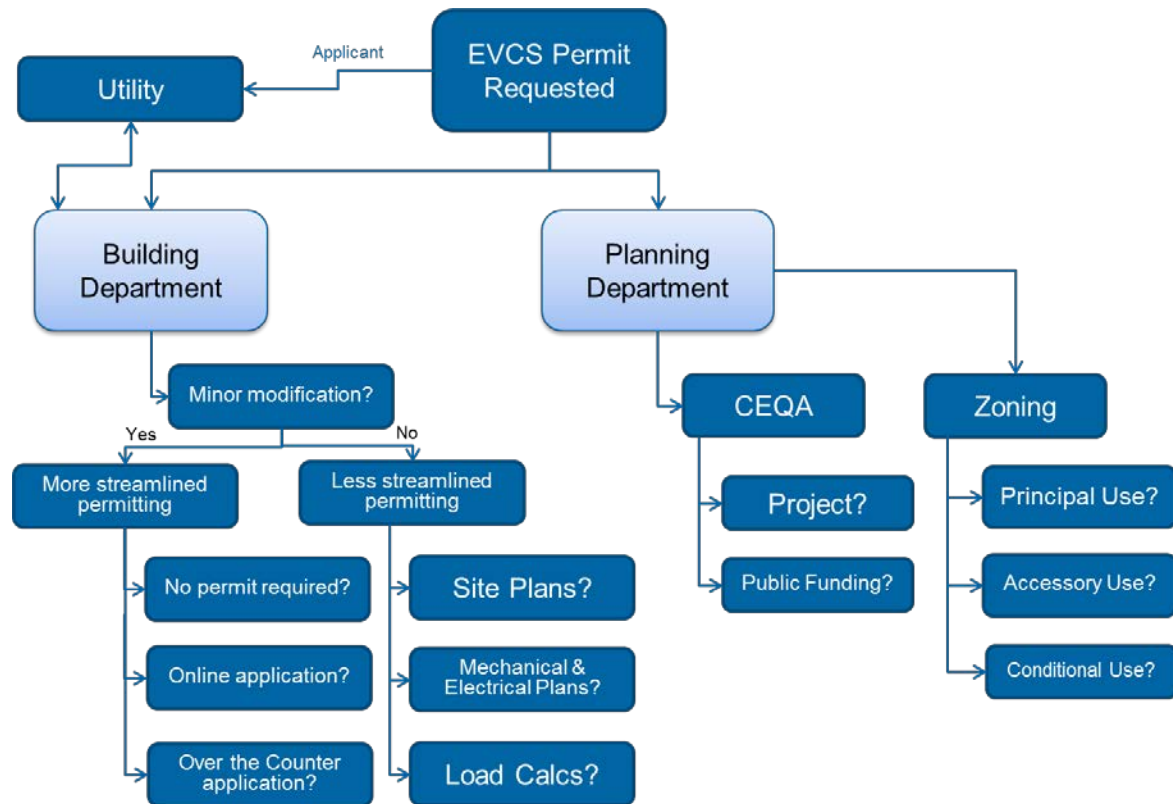 EVCS Permit
Requested
Applicant
Utility
Building
Department
Planning
Department
Minor modification?
Yes
No
More streamlined
permitting
Less streamlined
permitting
No permit required?
Online application?
Over the Counter
application?
Site Plans?
Mechanical &
Electrical Plans?
Load Calcs?
CEQA
Project?
Public Funding?
Zoning
Principal Use?
Accessory Use?
Conditional Use?